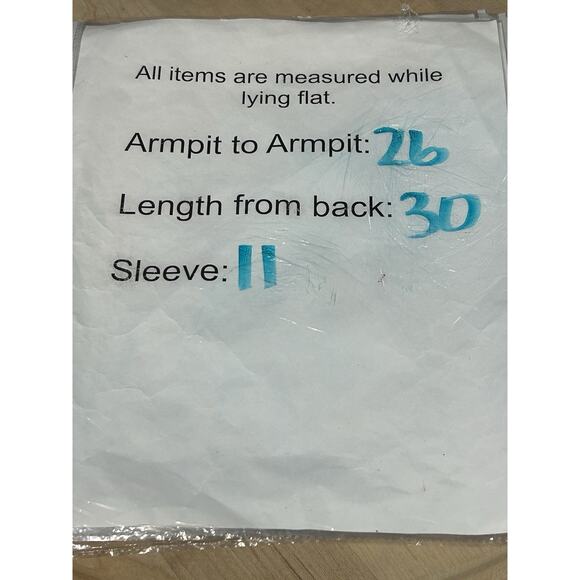 All items are measured while
lying flat.
Armpit to Armpit: 26
Length from back: 30
Sleeve: 11